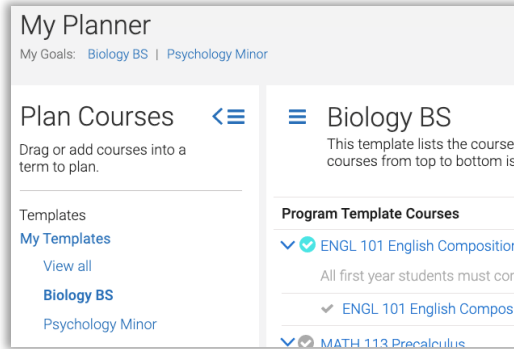 My Planner
My Goals: Biology BS | Psychology Minor
Plan Courses
Drag or add courses into a
term to plan.
Templates
My Templates
View all
Biology BS
Psychology Minor
Biology BS
This template lists the course
courses from top to bottom is
Program Template Courses
ENGL 101 English Composition
All first year students must con
ENGL 101 English Compos
MATH 113 Precalculus